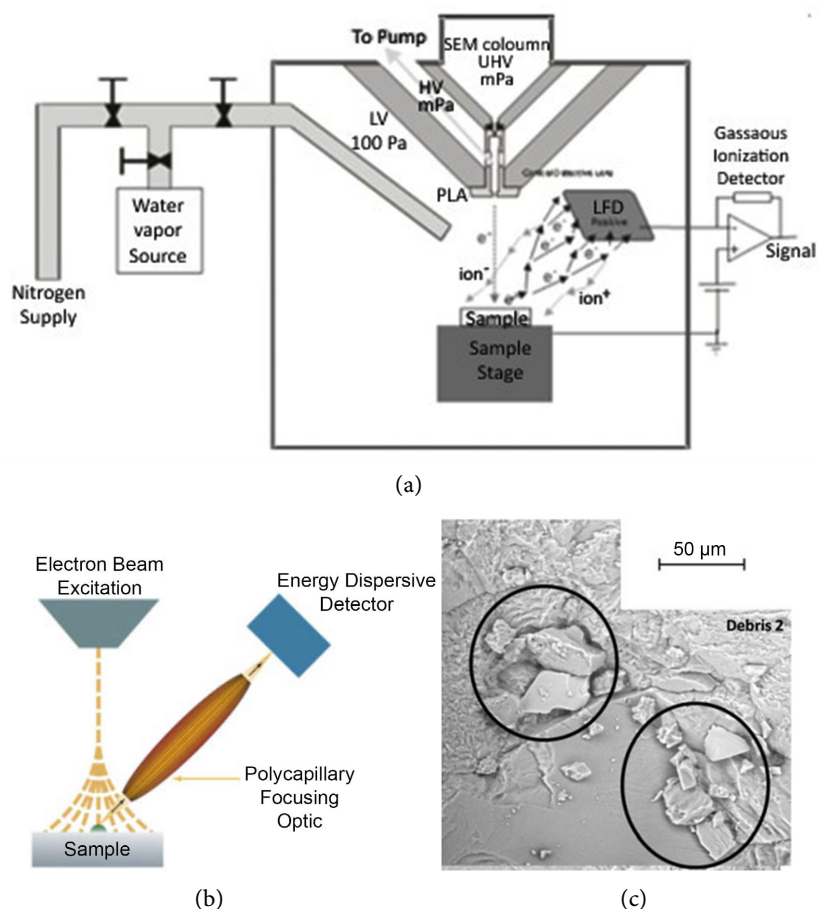 To Pump
SEM coloumn
UHV
mPa
HV
mPa
LV
100 Pa
PLA
LFD
Positive
Gassaous
Ionization
Detector
-
+
Signal
e-
e-
e-
e-
e-
ion-
ion+
Water
vapor
Source
Nitrogen
Supply
Sample
Sample
Stage
(a)
Electron Beam
Excitation
Energy Dispersive
Detector
Polycapillary
Focusing
Optic
Sample
(b)
50 μm
Debris 2
(c)